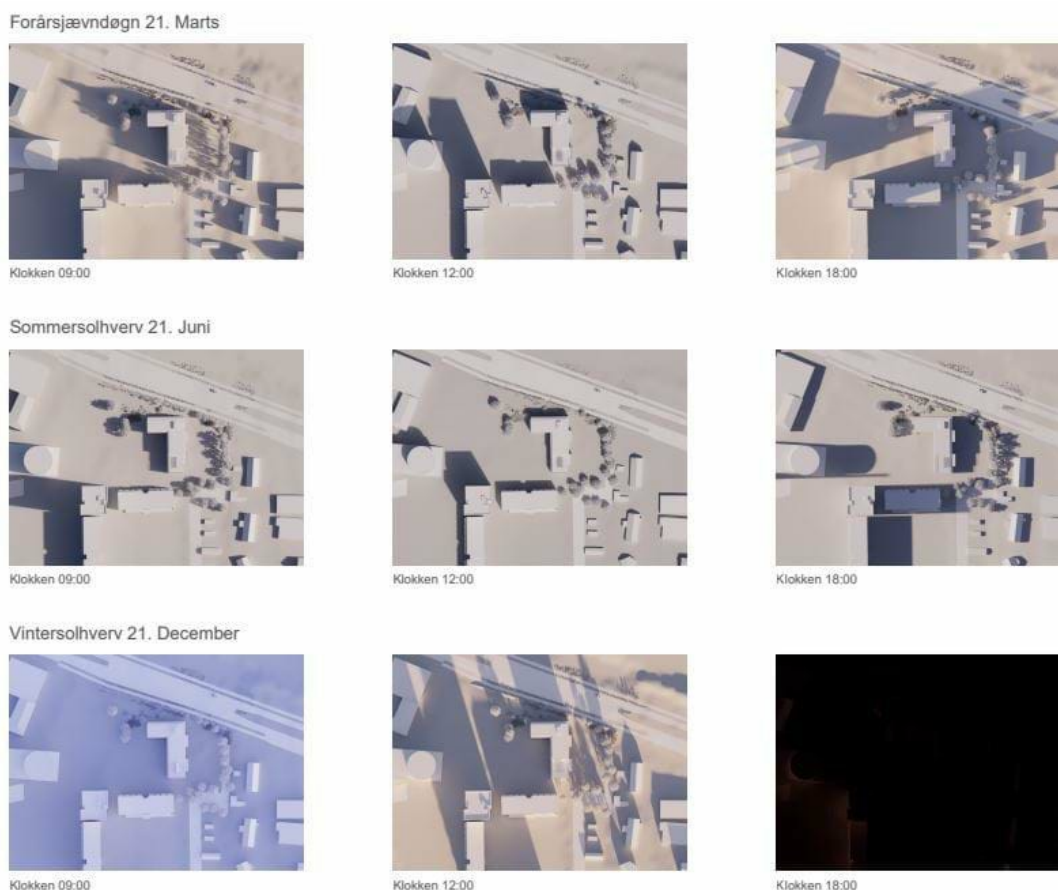 Forårsjævndøgn 21. Marts
Klokken 09:00
Klokken 12:00
Klokken 18:00
Sommersolhverv 21. Juni
Klokken 09:00
Klokken 12:00
Klokken 18:00
Vintersolhverv 21. December
Klokken 09:00
Klokken 12:00
Klokken 18:00